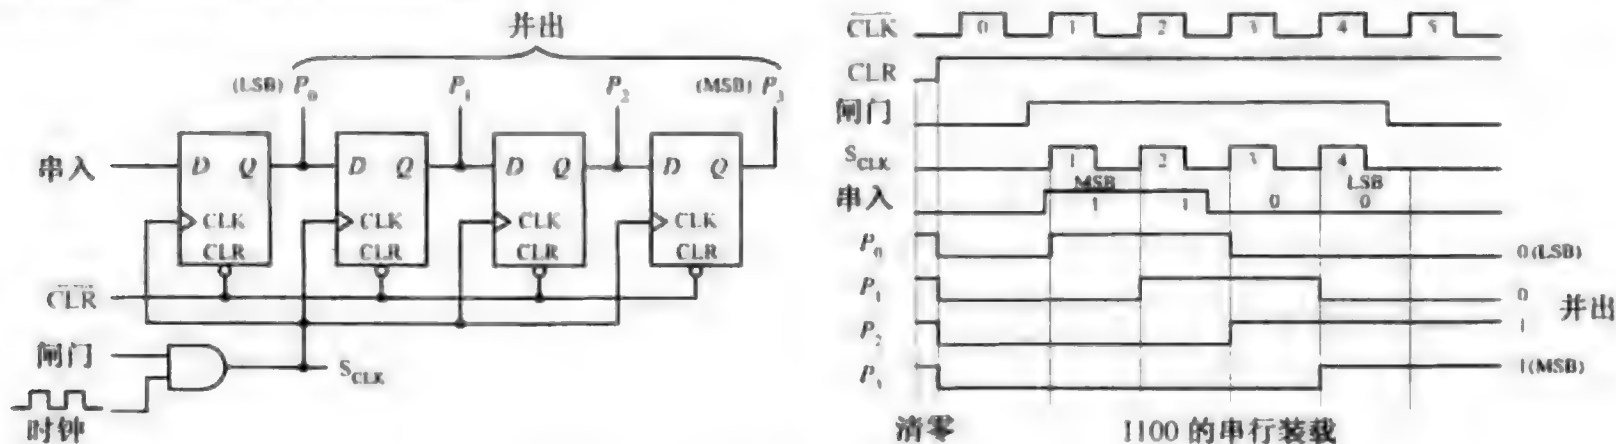 并出
(LSB) P0 P1 P2 (MSB) P3
串入
D Q D Q D Q D Q
CLK CLK CLK CLK
CLR CLR CLR CLR
CLR
闸门
SCLK
时钟
CLK 0 1 2 3 4 5
CLR
闸门
SCLK 1 2 3 4
MSB LSB
串入 1 1 0 0
P0 0(LSB)
P1 0
并出
P2 1
1(MSB)
清零 1100 的串行装载